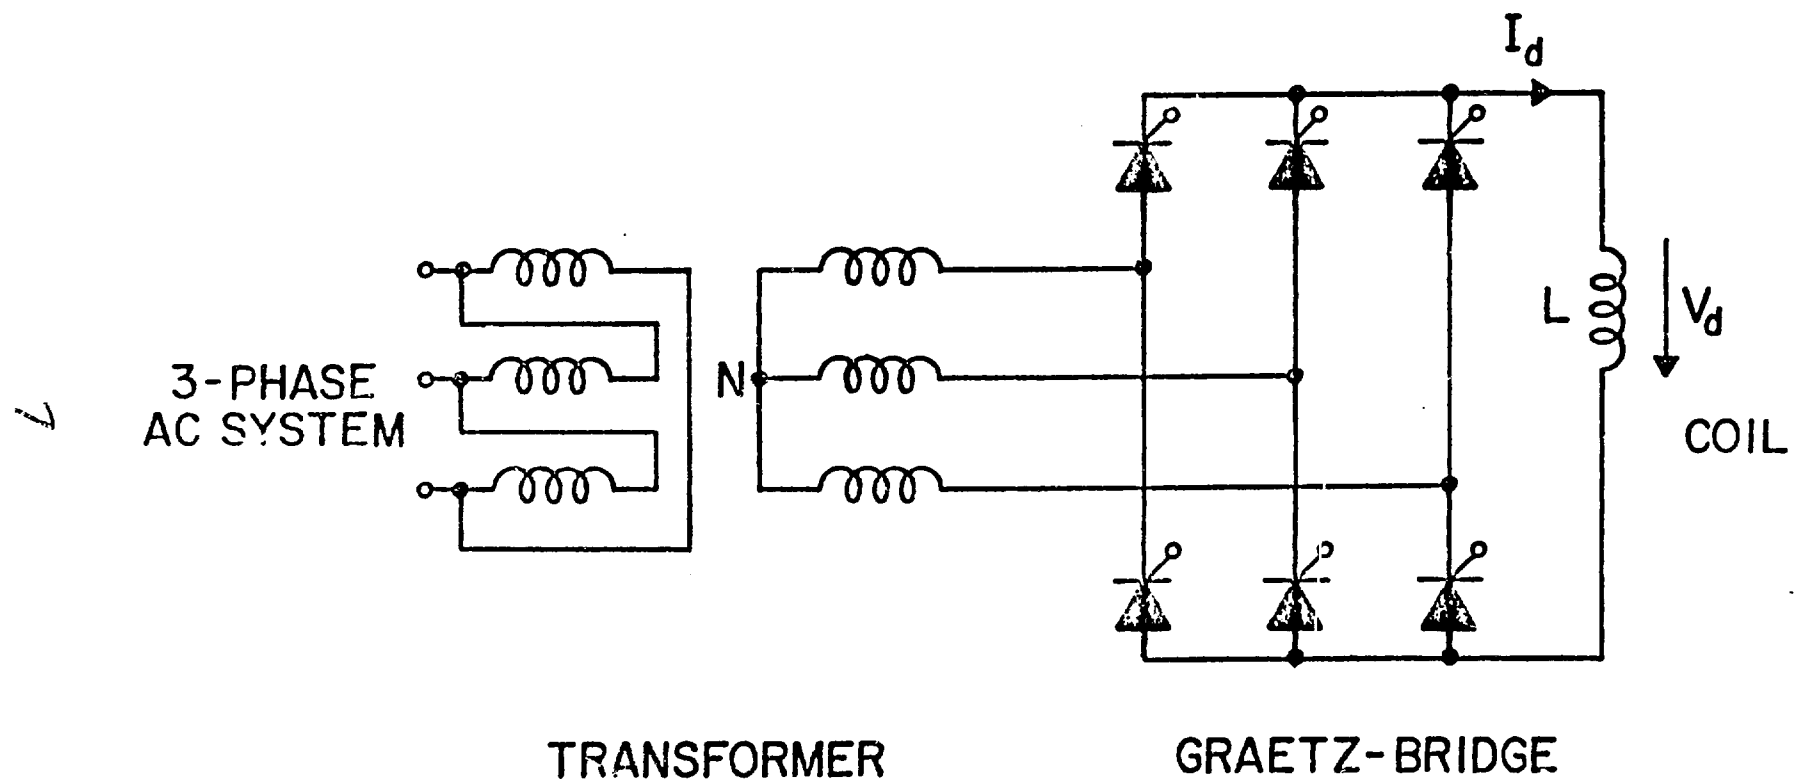 I_d
L
V_d
3-PHASE
AC SYSTEM
N
COIL
TRANSFORMER
GRAETZ-BRIDGE